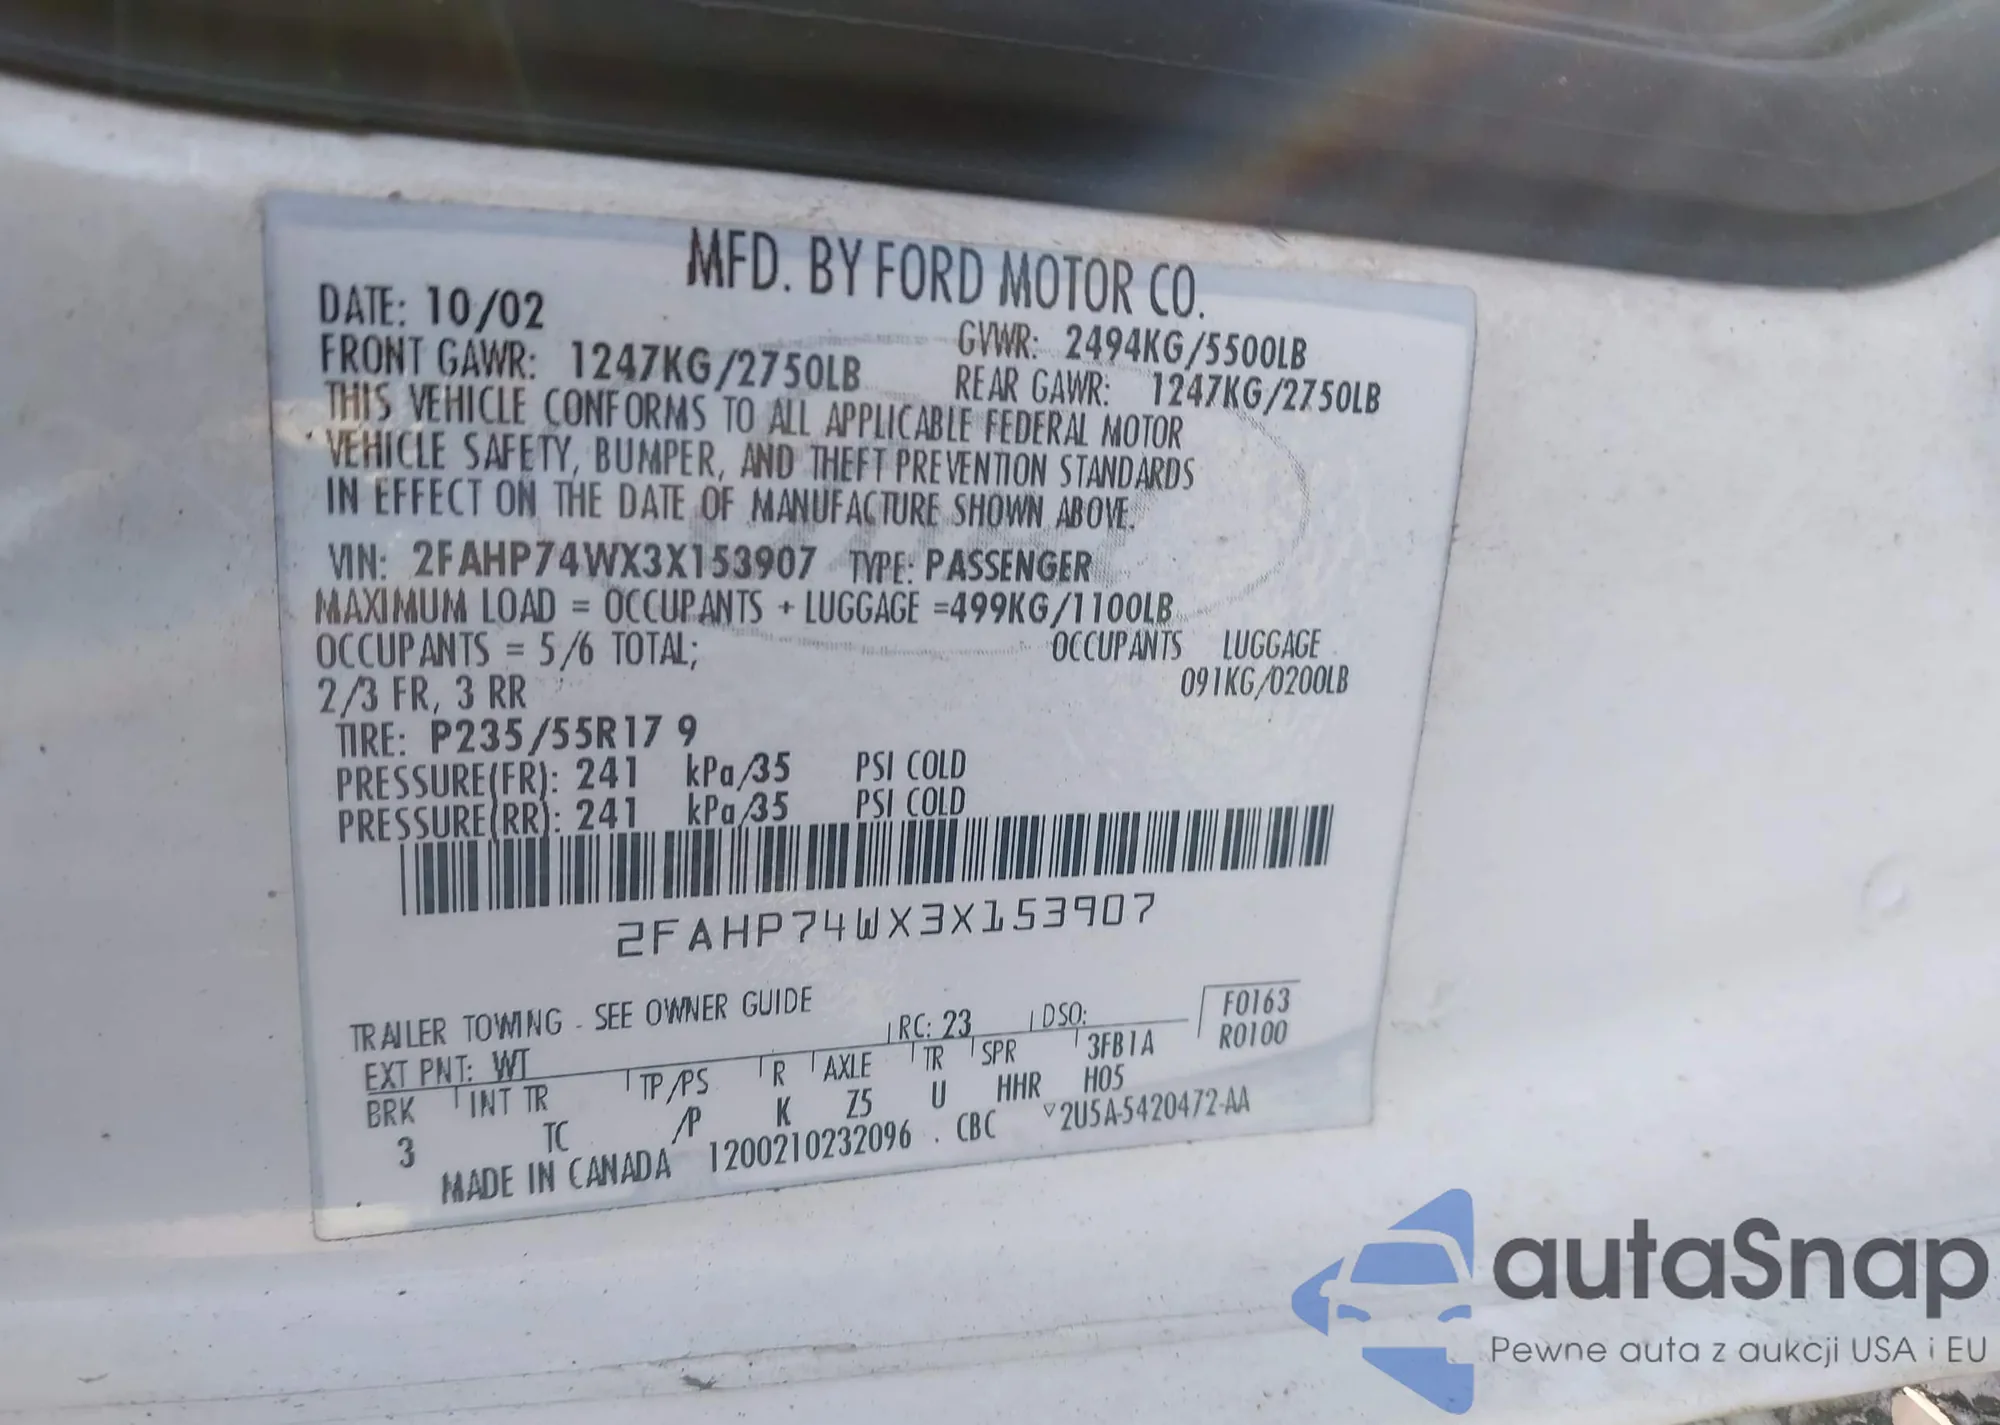 MFD. BY FORD MOTOR CO.
DATE: 10/02
GVWR: 2494KG/5500LB
FRONT GAWR: 1247KG/2750LB
REAR GAWR: 1247KG/2750LB
THIS VEHICLE CONFORMS TO ALL APPLICABLE FEDERAL MOTOR
VEHICLE SAFETY, BUMPER, AND THEFT PREVENTION STANDARDS
IN EFFECT ON THE DATE OF MANUFACTURE SHOWN ABOVE.
VIN: 2FAHP74WX3X153907 TYPE: PASSENGER
MAXIMUM LOAD = OCCUPANTS + LUGGAGE =499KG/1100LB
OCCUPANTS = 5/6 TOTAL; OCCUPANTS LUGGAGE
2/3 FR, 3 RR 091KG/0200LB
TIRE: P235/55R17 9
PRESSURE(FR): 241 kPa/35 PSI COLD
PRESSURE(RR): 241 kPa/35 PSI COLD
2FAHP74WX3X153907
TRAILER TOWING - SEE OWNER GUIDE
EXT PNT: WT RC: 23 DSO: F0163
R0100
BRK INT TR TP/PS R AXLE TR SPR 3FB1A
3 TC /P K Z5 U HHR H05
MADE IN CANADA 1200210232096 . CBC ▽2U5A-5420472-AA
autaSnap
Pewne auta z aukcji USA i EU